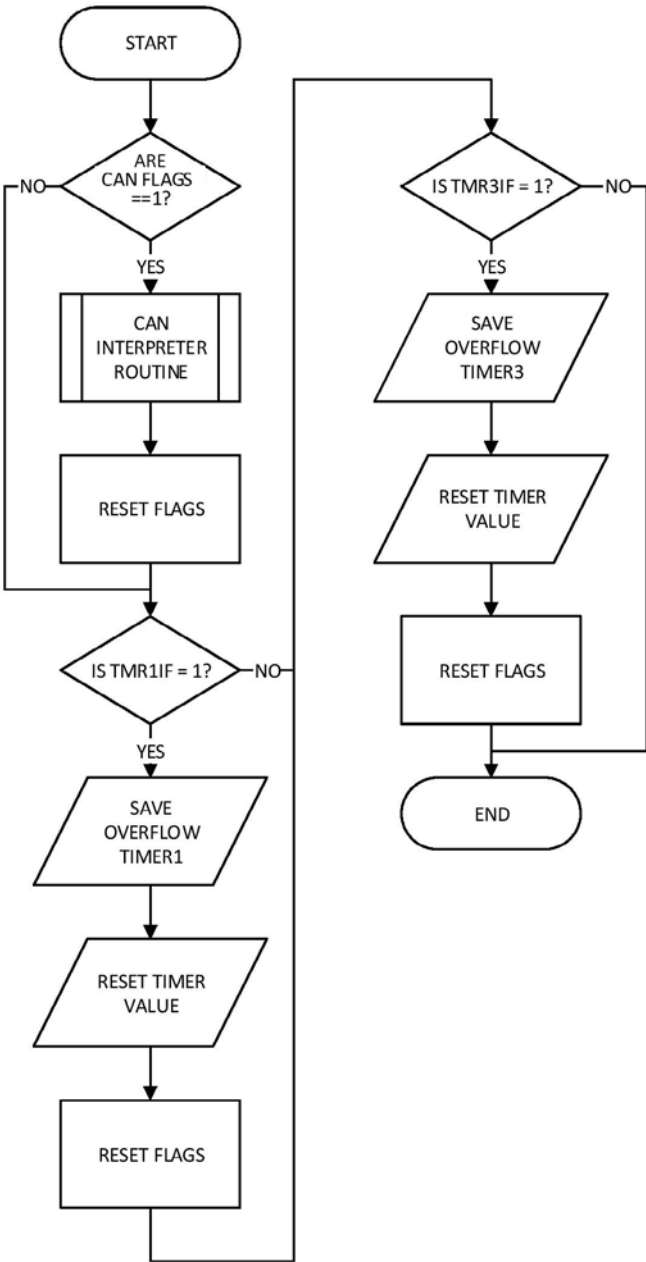 START
ARE
CAN FLAGS
==1?
NO
YES
CAN
INTERPRETER
ROUTINE
RESET FLAGS
IS TMR1IF = 1?
NO
YES
SAVE
OVERFLOW
TIMER1
RESET TIMER
VALUE
RESET FLAGS
IS TMR3IF = 1?
NO
YES
SAVE
OVERFLOW
TIMER3
RESET TIMER
VALUE
RESET FLAGS
END